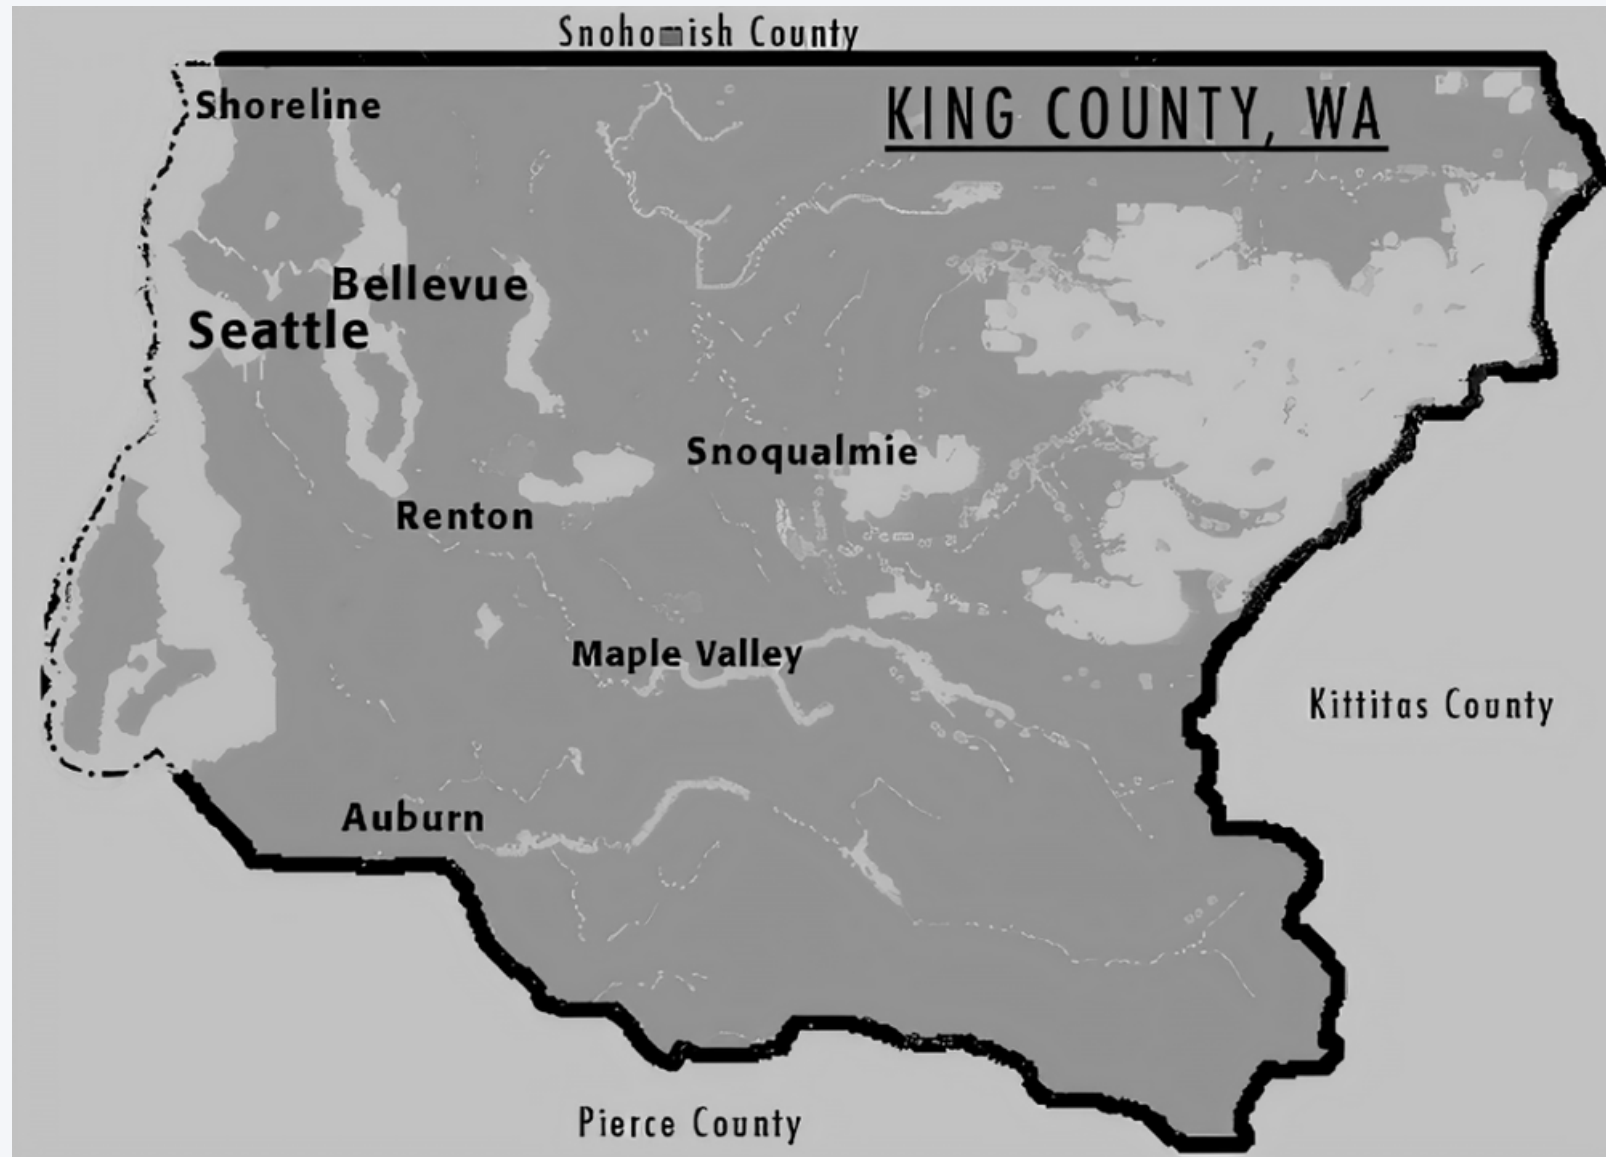 Snohomish County
KING COUNTY, WA
Shoreline
Bellevue
Seattle
Snoqualmie
Renton
Maple Valley
Kittitas County
Auburn
Pierce County